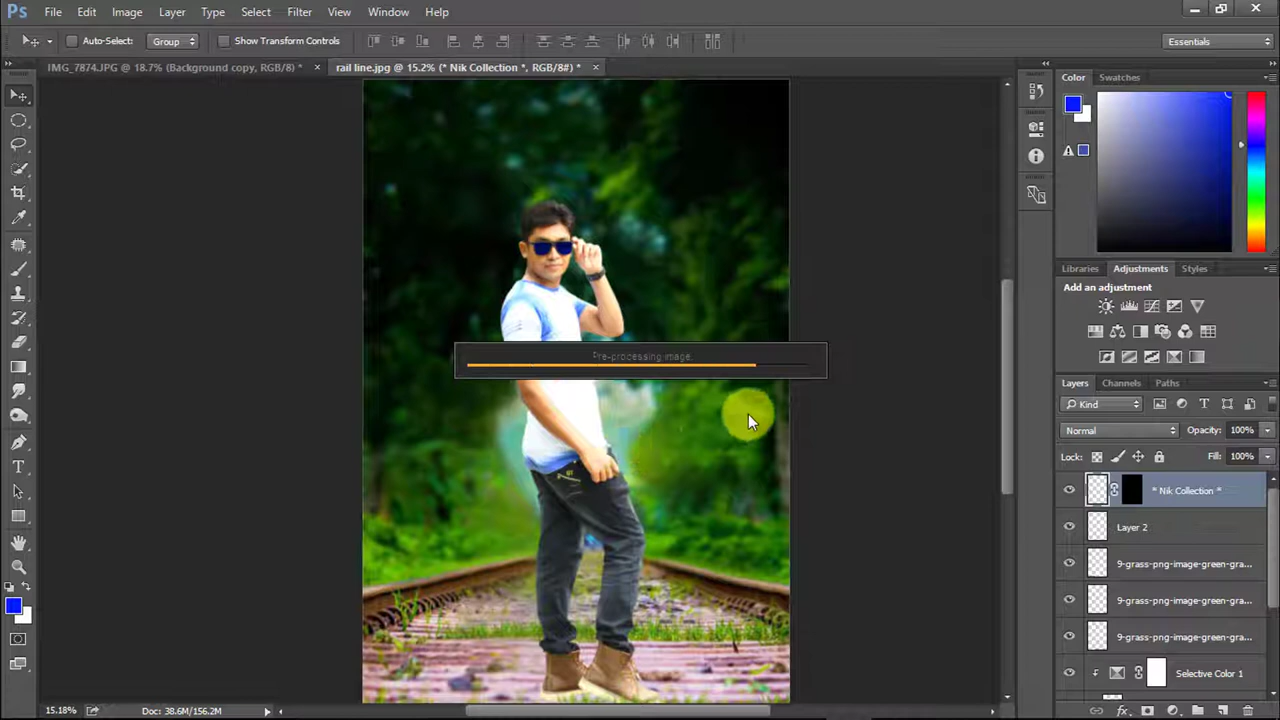 Ps File Edit Image Layer Type Select Filter View Window Help
Auto-Select: Group Show Transform Controls Essentials
IMG_7874.JPG @ 18.7% (Background copy, RGB/8) * × rail line.jpg @ 15.2% (* Nik Collection *, RGB/8#) * ×
Color Swatches
Libraries Adjustments Styles
Add an adjustment
Pre-processing image.
Layers Channels Paths
Kind
Normal Opacity: 100%
Lock: Fill: 100%
* Nik Collection *
Layer 2
9-grass-png-image-green-gra...
9-grass-png-image-green-gra...
9-grass-png-image-green-gra...
Selective Color 1
15.18% Doc: 38.6M/156.2M